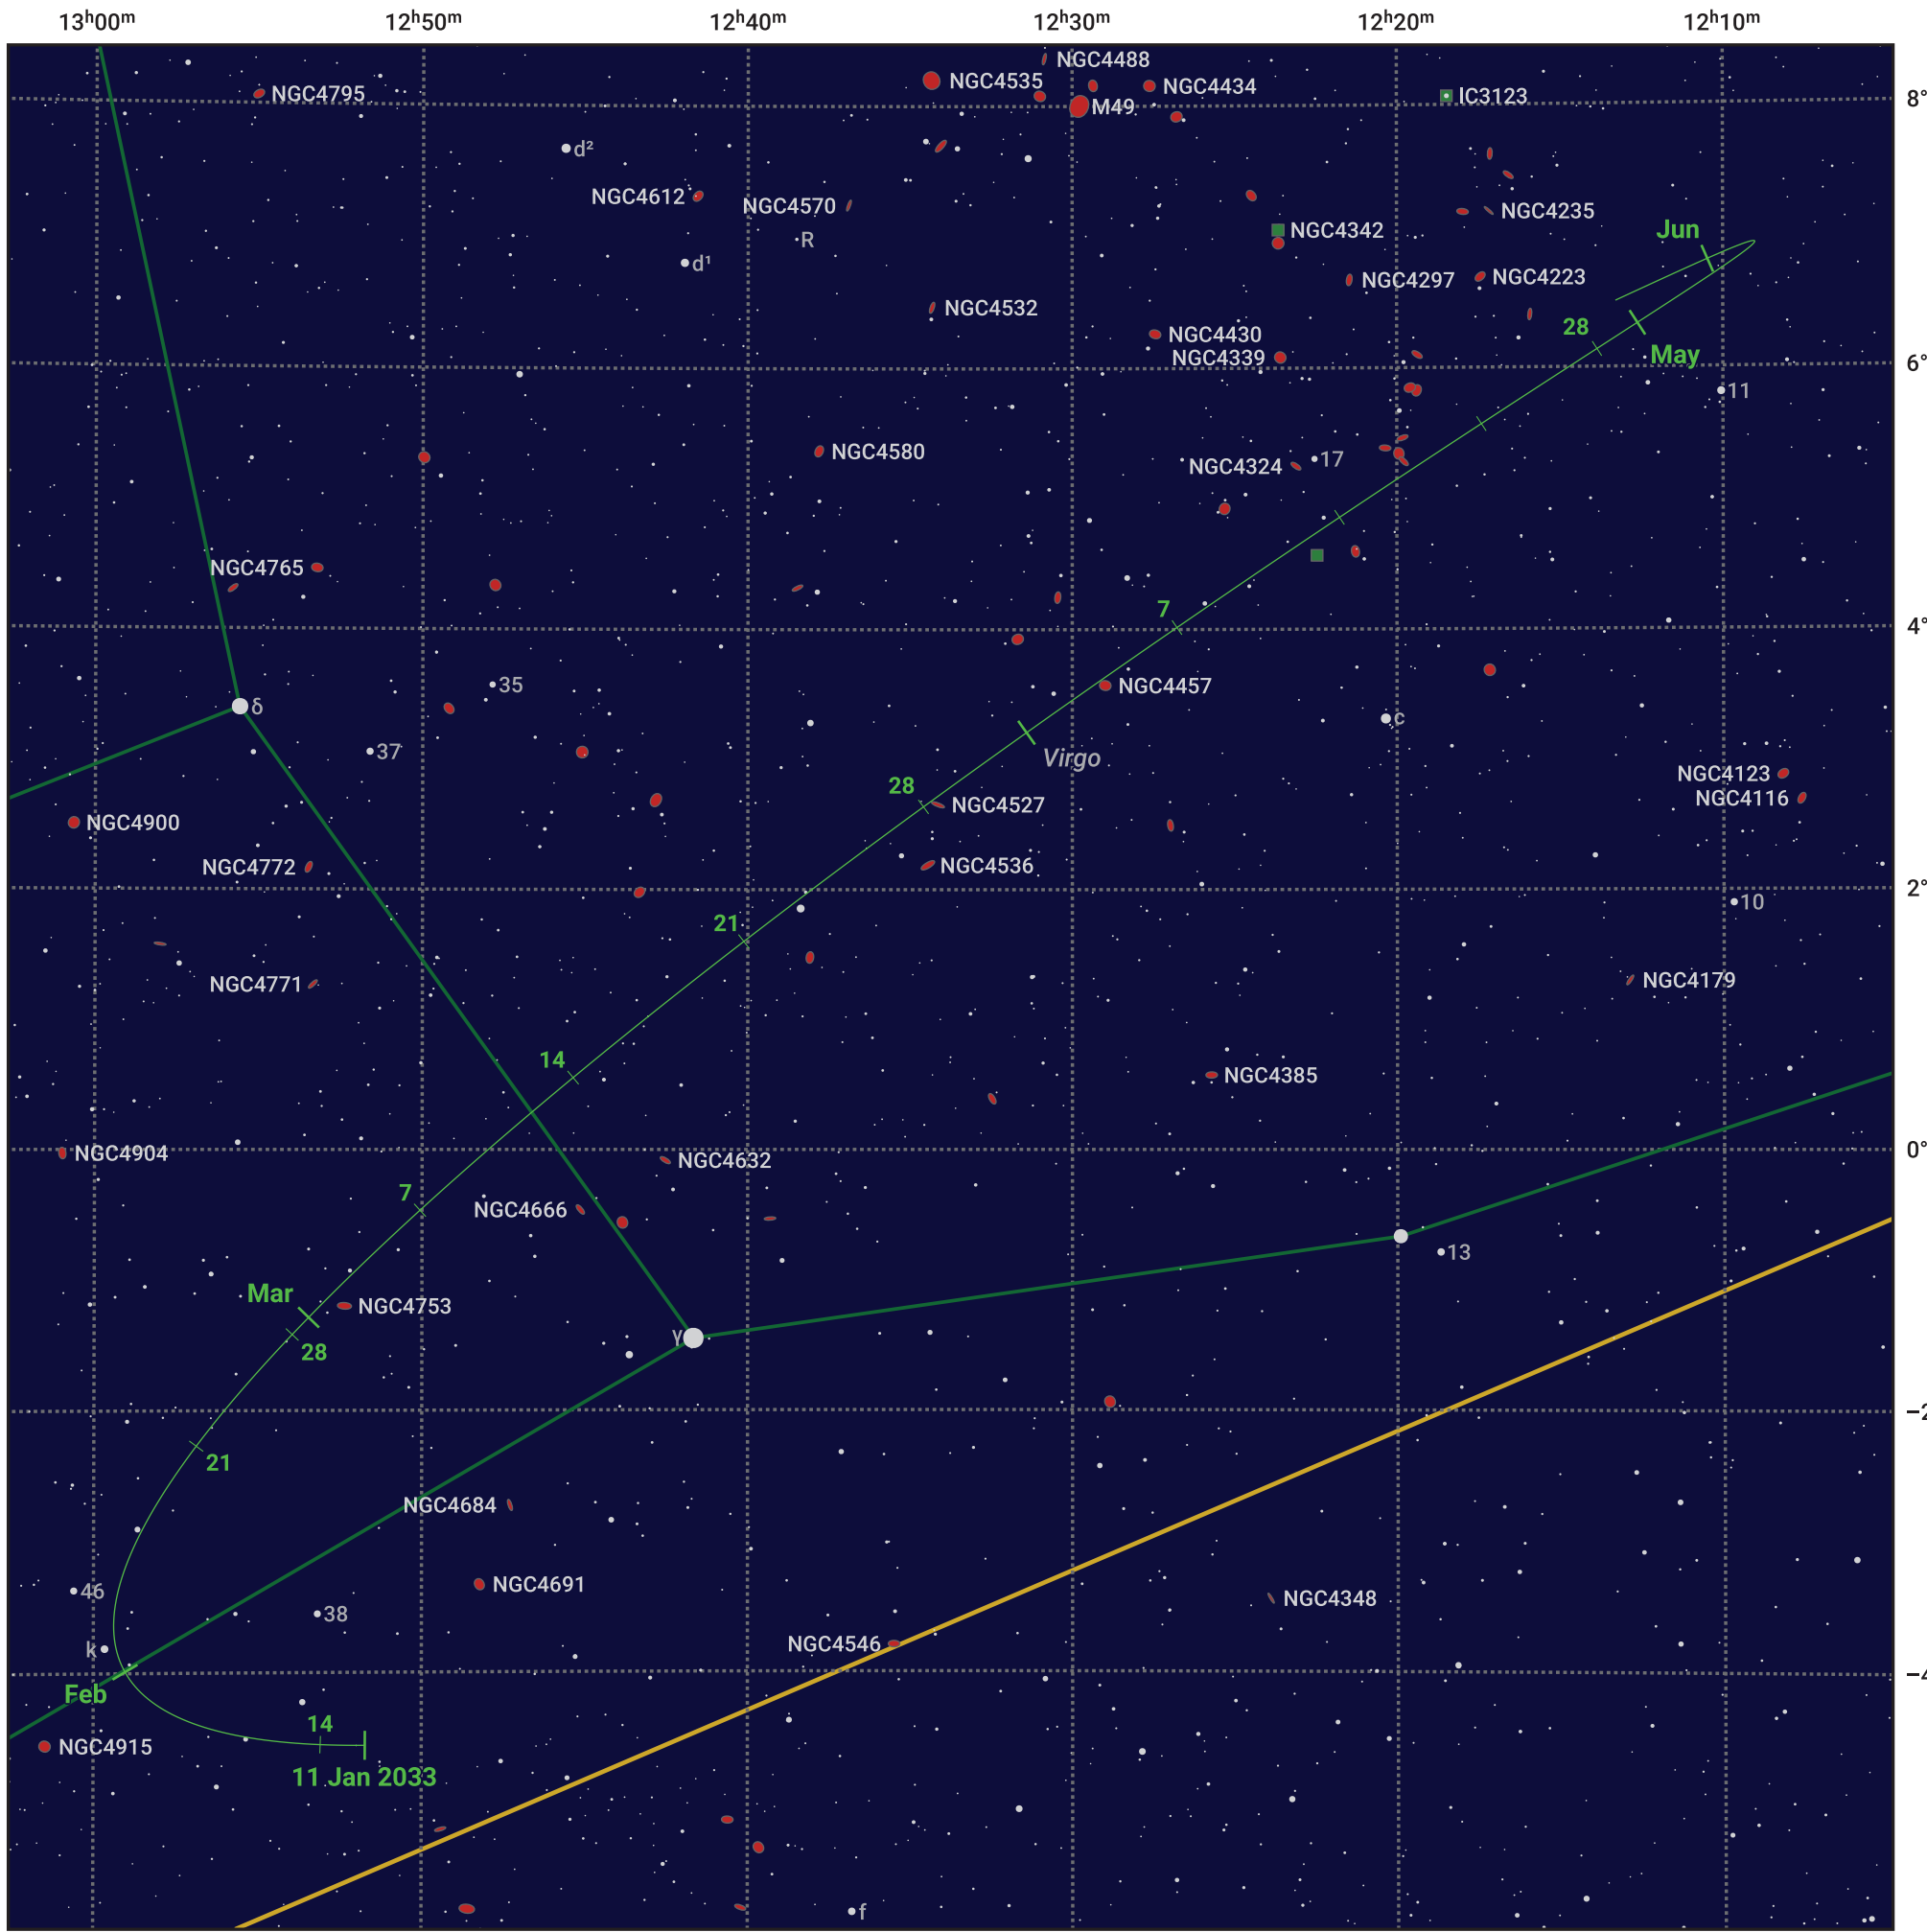 13h00m 12h50m 12h40m 12h30m 12h20m 12h10m
NGC4488
NGC4795 NGC4535 NGC4434 IC3123 8°
M49
d²
NGC4612 NGC4570 NGC4235
R NGC4342 Jun
d¹
NGC4297 NGC4223
NGC4532
NGC4430 28
NGC4339 May 6°
11
NGC4580
NGC4324 17
NGC4765
7 4°
35 NGC4457
δ c
37 Virgo
28 NGC4123
NGC4527 NGC4116
NGC4900
NGC4772 NGC4536
2°
21 10
NGC4771 NGC4179
14 NGC4385
NGC4904 NGC4632 0°
7 NGC4666
13
Mar NGC4753
28 γ
−2
21
NGC4684
46 38 NGC4691 NGC4348
k NGC4546
Feb −4
14
NGC4915
11 Jan 2033
f